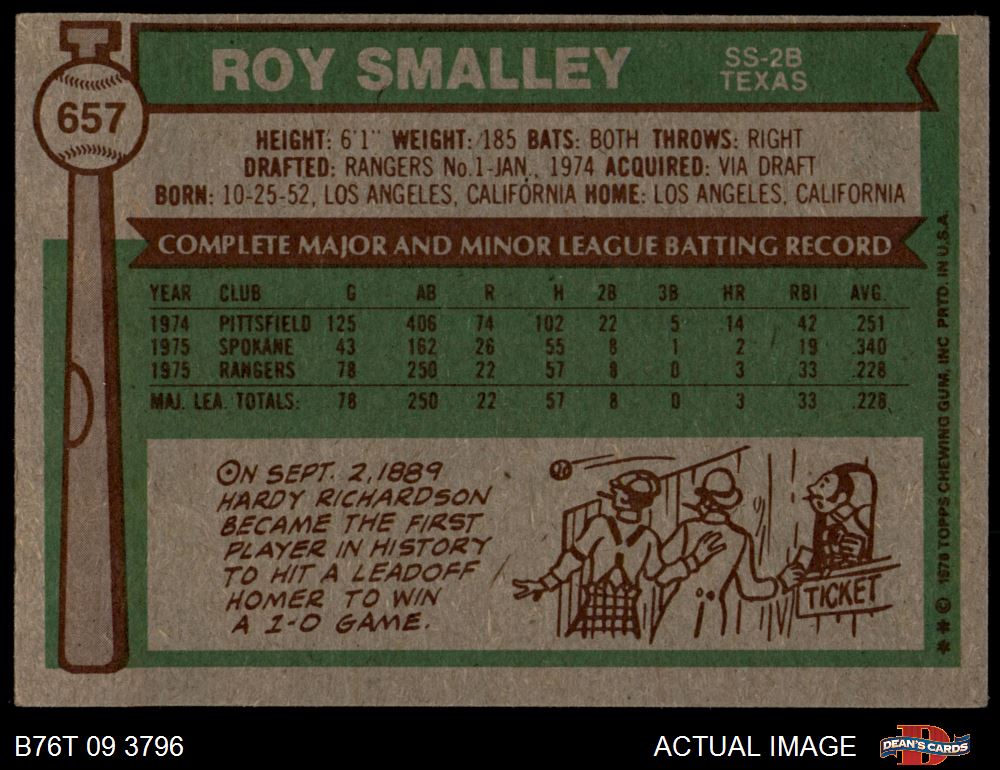 657
ROY SMALLEY
SS-2B
TEXAS
HEIGHT: 6'1" WEIGHT: 185 BATS: BOTH THROWS: RIGHT
DRAFTED: RANGERS No.1-JAN., 1974 ACQUIRED: VIA DRAFT
BORN: 10-25-52, LOS ANGELES, CALIFORNIA HOME: LOS ANGELES, CALIFORNIA
COMPLETE MAJOR AND MINOR LEAGUE BATTING RECORD
YEAR CLUB G AB R H 2B 3B HR RBI AVG.
1974 PITTSFIELD 125 406 74 102 22 5 14 42 .251
1975 SPOKANE 43 162 26 55 8 1 2 19 .340
1975 RANGERS 78 250 22 57 8 0 3 33 .228
MAJ. LEA. TOTALS: 78 250 22 57 8 0 3 33 .228
ON SEPT. 2, 1889
HARDY RICHARDSON
BECAME THE FIRST
PLAYER IN HISTORY
TO HIT A LEADOFF
HOMER TO WIN
A 1-0 GAME.
TICKET
* * © 1976 TOPPS CHEWING GUM, INC. PRTD. IN U.S.A.
B76T 09 3796
ACTUAL IMAGE
D
DEAN'S CARDS